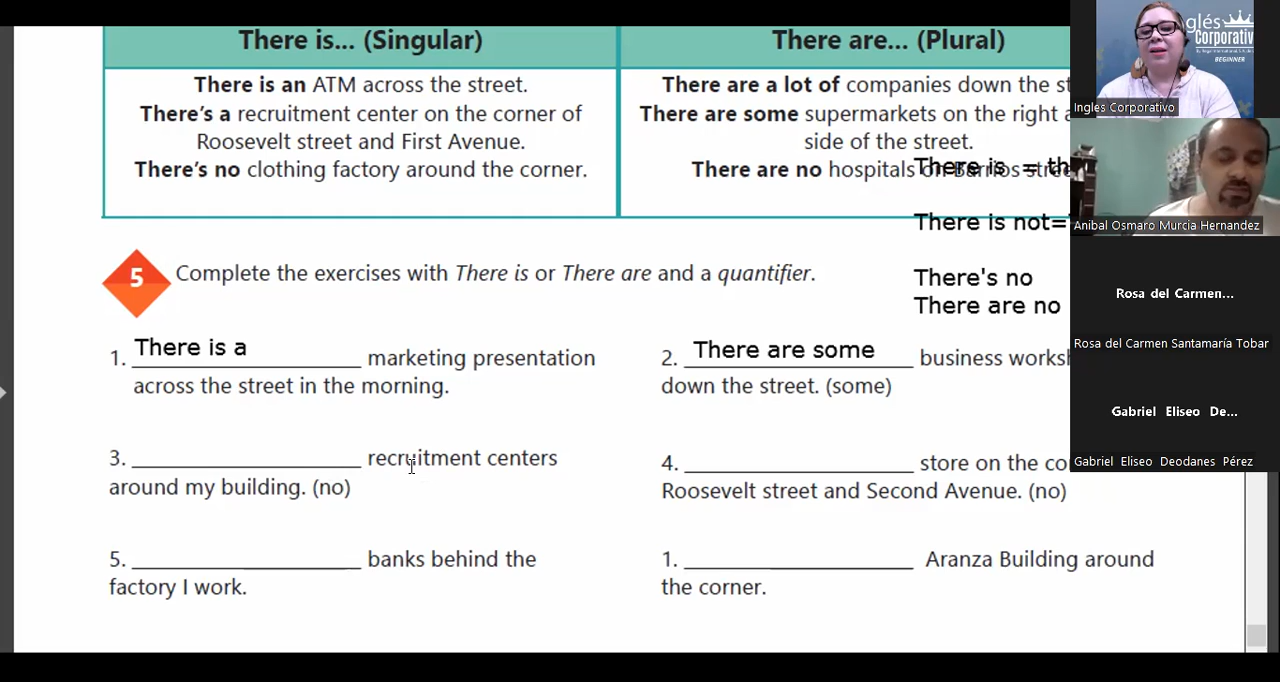 There is... (Singular)
There are... (Plural)
There is an ATM across the street.
There's a recruitment center on the corner of
Roosevelt street and First Avenue.
There's no clothing factory around the corner.
There are a lot of companies down the
There are some supermarkets on the right
side of the street.
There are no hospitals on Barrios
There is =
There is not=
There's no
There are no
5
Complete the exercises with There is or There are and a quantifier.
1. There is a marketing presentation
across the street in the morning.
2. There are some business
down the street. (some)
3. recruitment centers
around my building. (no)
4. store on the
Roosevelt street and Second Avenue. (no)
5. banks behind the
factory I work.
1. Aranza Building around
the corner.
Inglés
Corporativo
BEGINNER
Ingles Corporativo
Anibal Osmaro Murcia Hernandez
Rosa del Carmen...
Rosa del Carmen Santamaría Tobar
Gabriel Eliseo De...
Gabriel Eliseo Deodanes Pérez